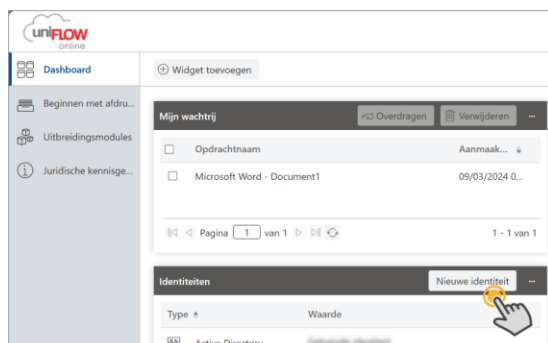 uniFLOW
online
Dashboard
Widget toevoegen
Beginnen met afdru...
Uitbreidingsmodules
Juridische kennisge...
Mijn wachtrij
Overdragen
Verwijderen
...
Opdrachtnaam
Aanmaak...
Microsoft Word - Document1
09/03/2024 0...
Pagina 1 van 1
1 - 1 van 1
Identiteiten
Nieuwe identiteit
...
Type
Waarde
Active Directory